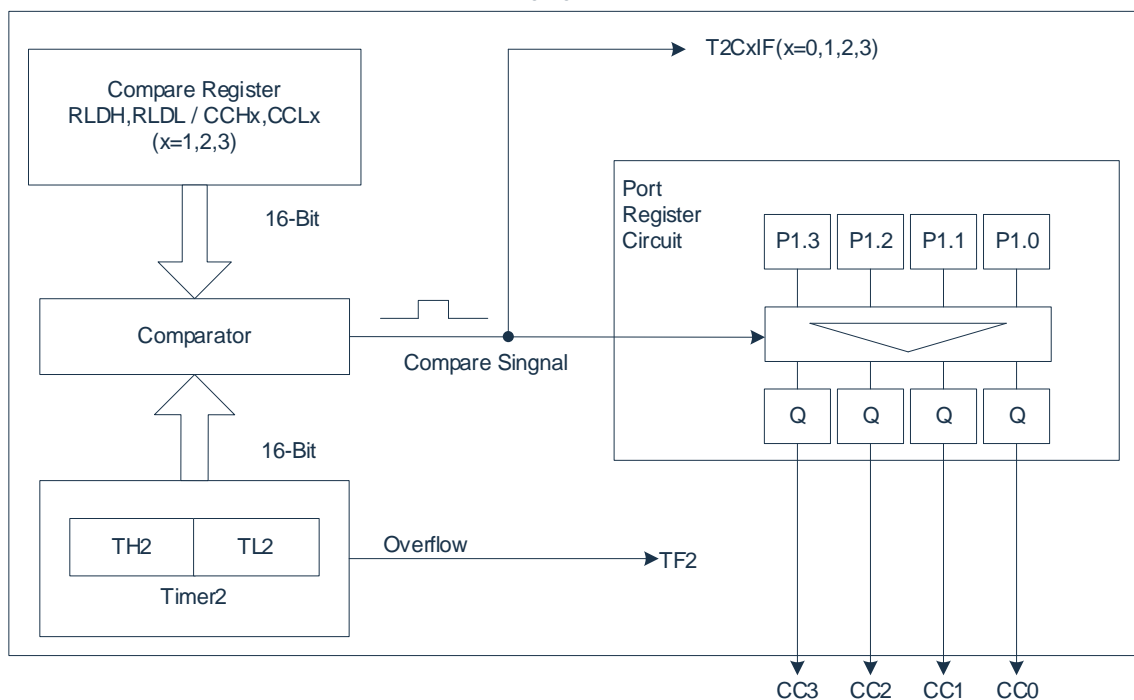 T2CxIF(x=0,1,2,3)
Compare Register
RLDH,RLDL / CCHx,CCLx
(x=1,2,3)
16-Bit
Port
Register
Circuit
P1.3 P1.2 P1.1 P1.0
Comparator
Compare Singnal
Q Q Q Q
16-Bit
TH2 TL2
Timer2
Overflow
TF2
CC3 CC2 CC1 CC0